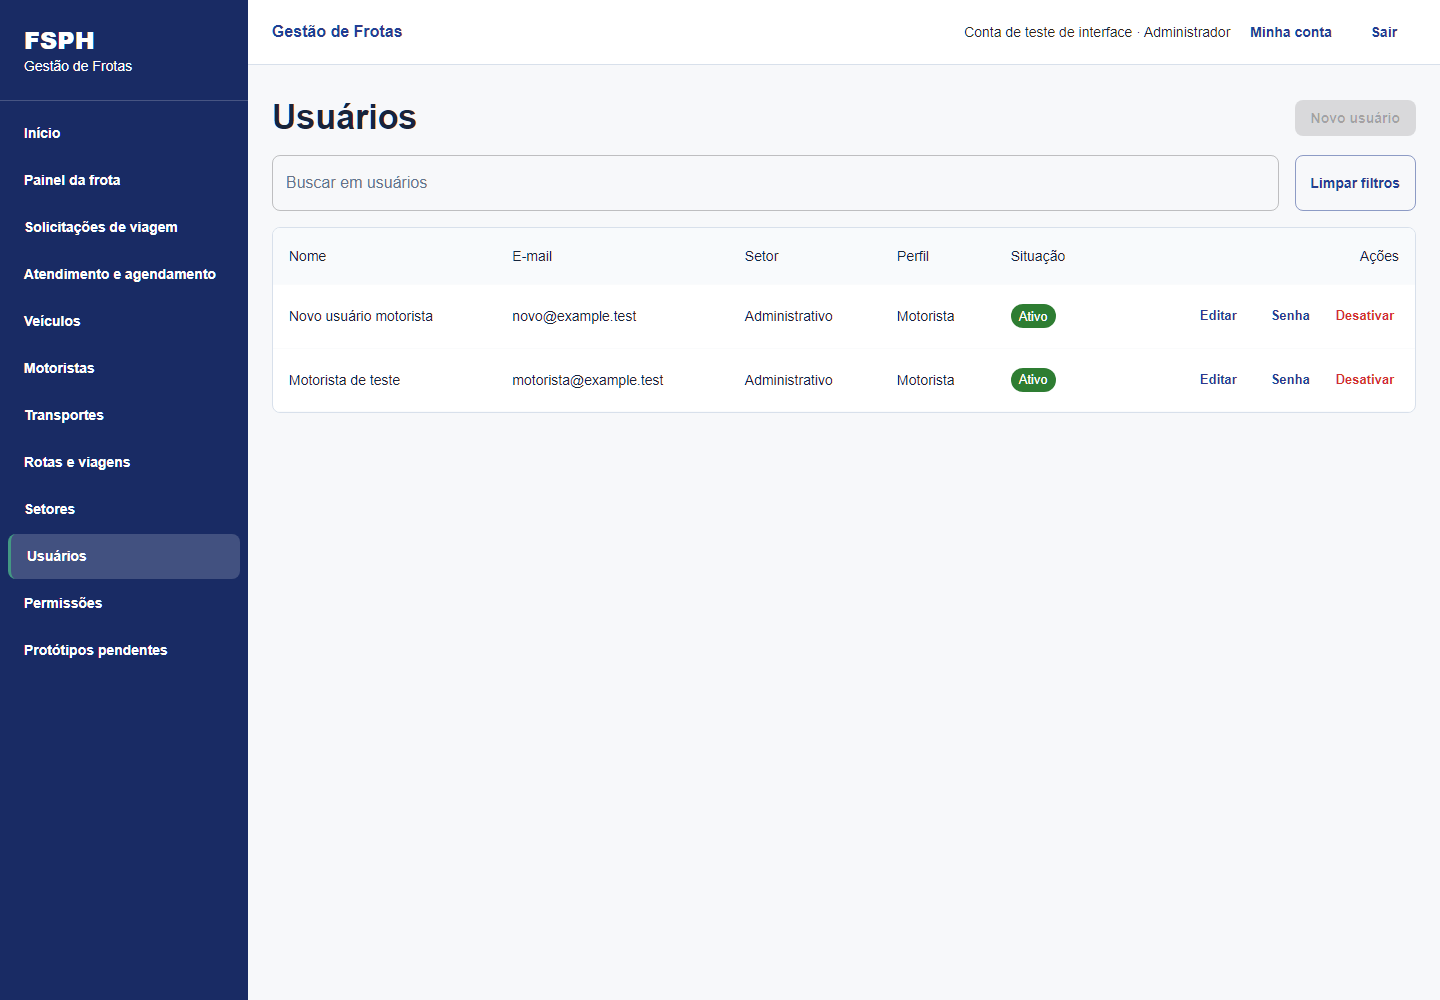 FSPH
Gestão de Frotas
Início
Painel da frota
Solicitações de viagem
Atendimento e agendamento
Veículos
Motoristas
Transportes
Rotas e viagens
Setores
Usuários
Permissões
Protótipos pendentes
Gestão de Frotas
Conta de teste de interface · Administrador
Minha conta
Sair
Usuários
Novo usuário
Buscar em usuários
Limpar filtros
Nome E-mail Setor Perfil Situação Ações
Novo usuário motorista novo@example.test Administrativo Motorista Ativo Editar Senha Desativar
Motorista de teste motorista@example.test Administrativo Motorista Ativo Editar Senha Desativar